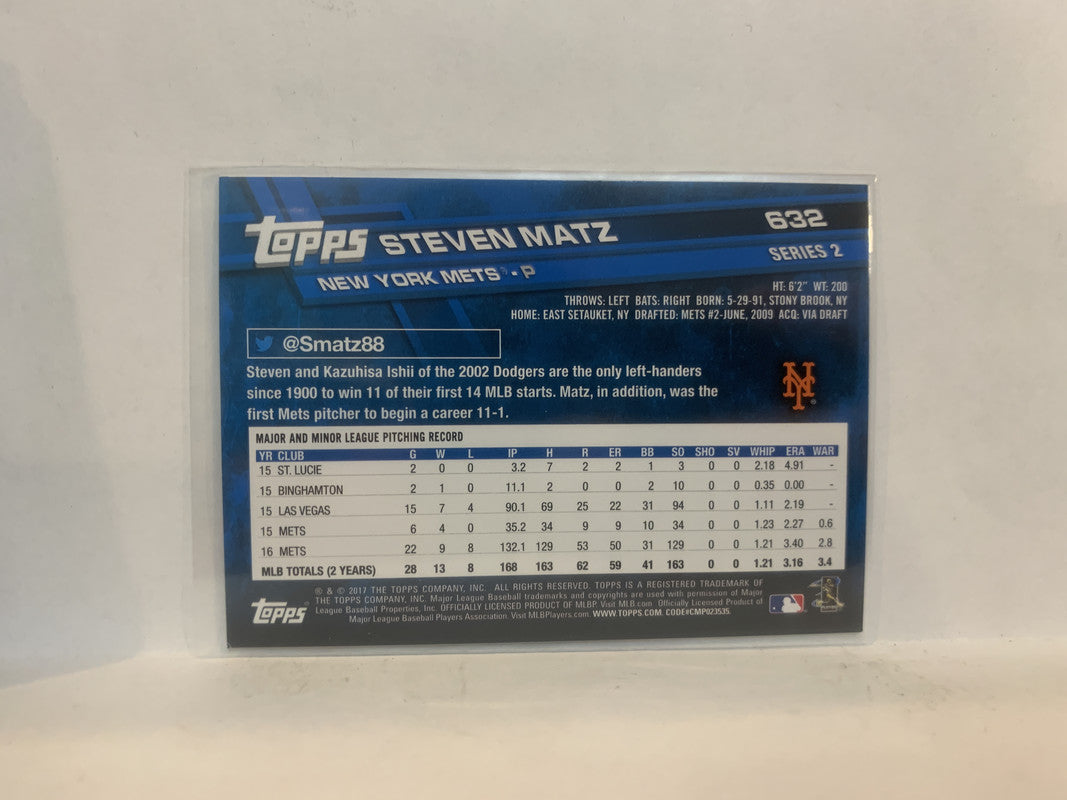 topps STEVEN MATZ 632
NEW YORK METS® • P SERIES 2
HT: 6'2" WT: 200
THROWS: LEFT BATS: RIGHT BORN: 5-29-91, STONY BROOK, NY
HOME: EAST SETAUKET, NY DRAFTED: METS #2-JUNE, 2009 ACQ: VIA DRAFT
@Smatz88
Steven and Kazuhisa Ishii of the 2002 Dodgers are the only left-handers
since 1900 to win 11 of their first 14 MLB starts. Matz, in addition, was the
first Mets pitcher to begin a career 11-1.
NY
MAJOR AND MINOR LEAGUE PITCHING RECORD
YR CLUB G W L IP H R ER BB SO SHO SV WHIP ERA WAR
15 ST. LUCIE 2 0 0 3.2 7 2 2 1 3 0 0 2.18 4.91 -
15 BINGHAMTON 2 1 0 11.1 2 0 0 2 10 0 0 0.35 0.00 -
15 LAS VEGAS 15 7 4 90.1 69 25 22 31 94 0 0 1.11 2.19 -
15 METS 6 4 0 35.2 34 9 9 10 34 0 0 1.23 2.27 0.6
16 METS 22 9 8 132.1 129 53 50 31 129 0 0 1.21 3.40 2.8
MLB TOTALS (2 YEARS) 28 13 8 168 163 62 59 41 163 0 0 1.21 3.16 3.4
® & © 2017 THE TOPPS COMPANY, INC. ALL RIGHTS RESERVED. TOPPS IS A REGISTERED TRADEMARK OF
THE TOPPS COMPANY, INC. Major League Baseball trademarks and copyrights are used with permission of Major
League Baseball Properties, Inc. OFFICIALLY LICENSED PRODUCT OF MLBP. Visit MLB.com Officially Licensed Product of
Major League Baseball Players Association. Visit MLBPlayers.com. WWW.TOPPS.COM. CODE#CMP023535.
topps